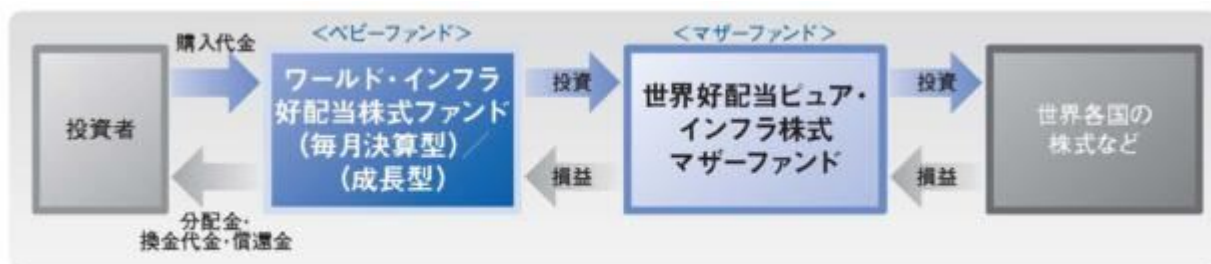 購入代金
<ベビーファンド>
<マザーファンド>
投資者
ワールド・インフラ
好配当株式ファンド
(毎月決算型)/
(成長型)
投資
世界好配当ピュア・
インフラ株式
マザーファンド
投資
世界各国の
株式など
損益
損益
分配金・
換金代金・償還金